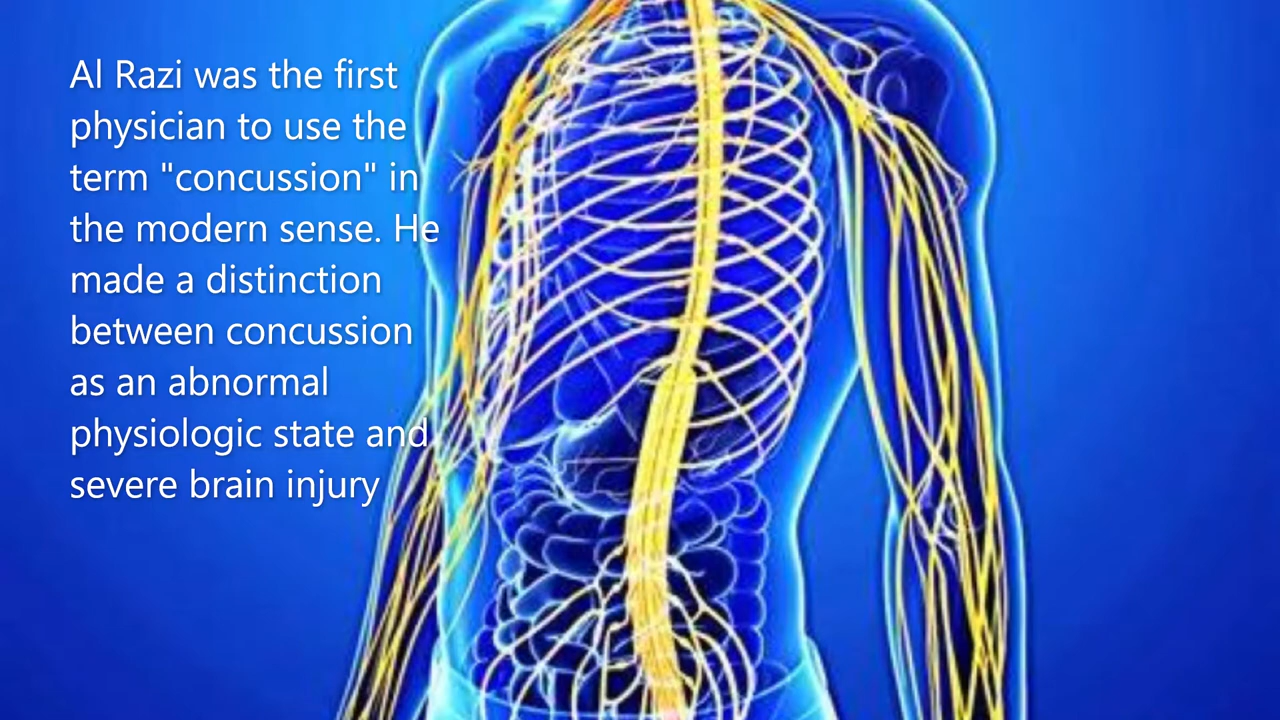 Al Razi was the first
physician to use the
term "concussion" in
the modern sense. He
made a distinction
between concussion
as an abnormal
physiologic state and
severe brain injury